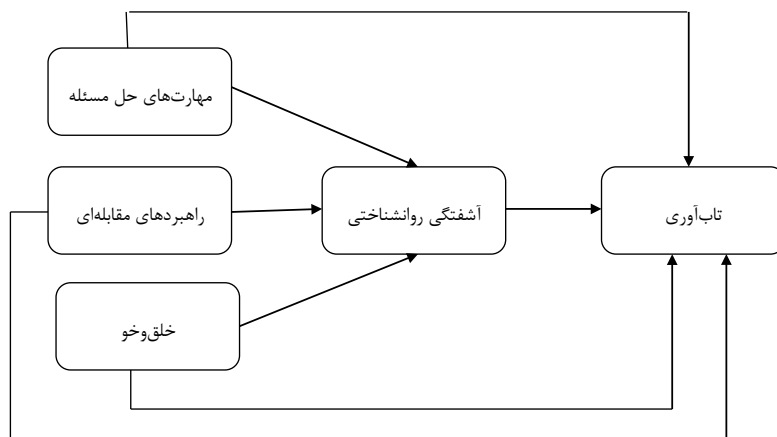 مهارت‌های حل مسئله
راهبردهای مقابله‌ای
آشفتگی روانشناختی
تاب‌آوری
خلق‌وخو